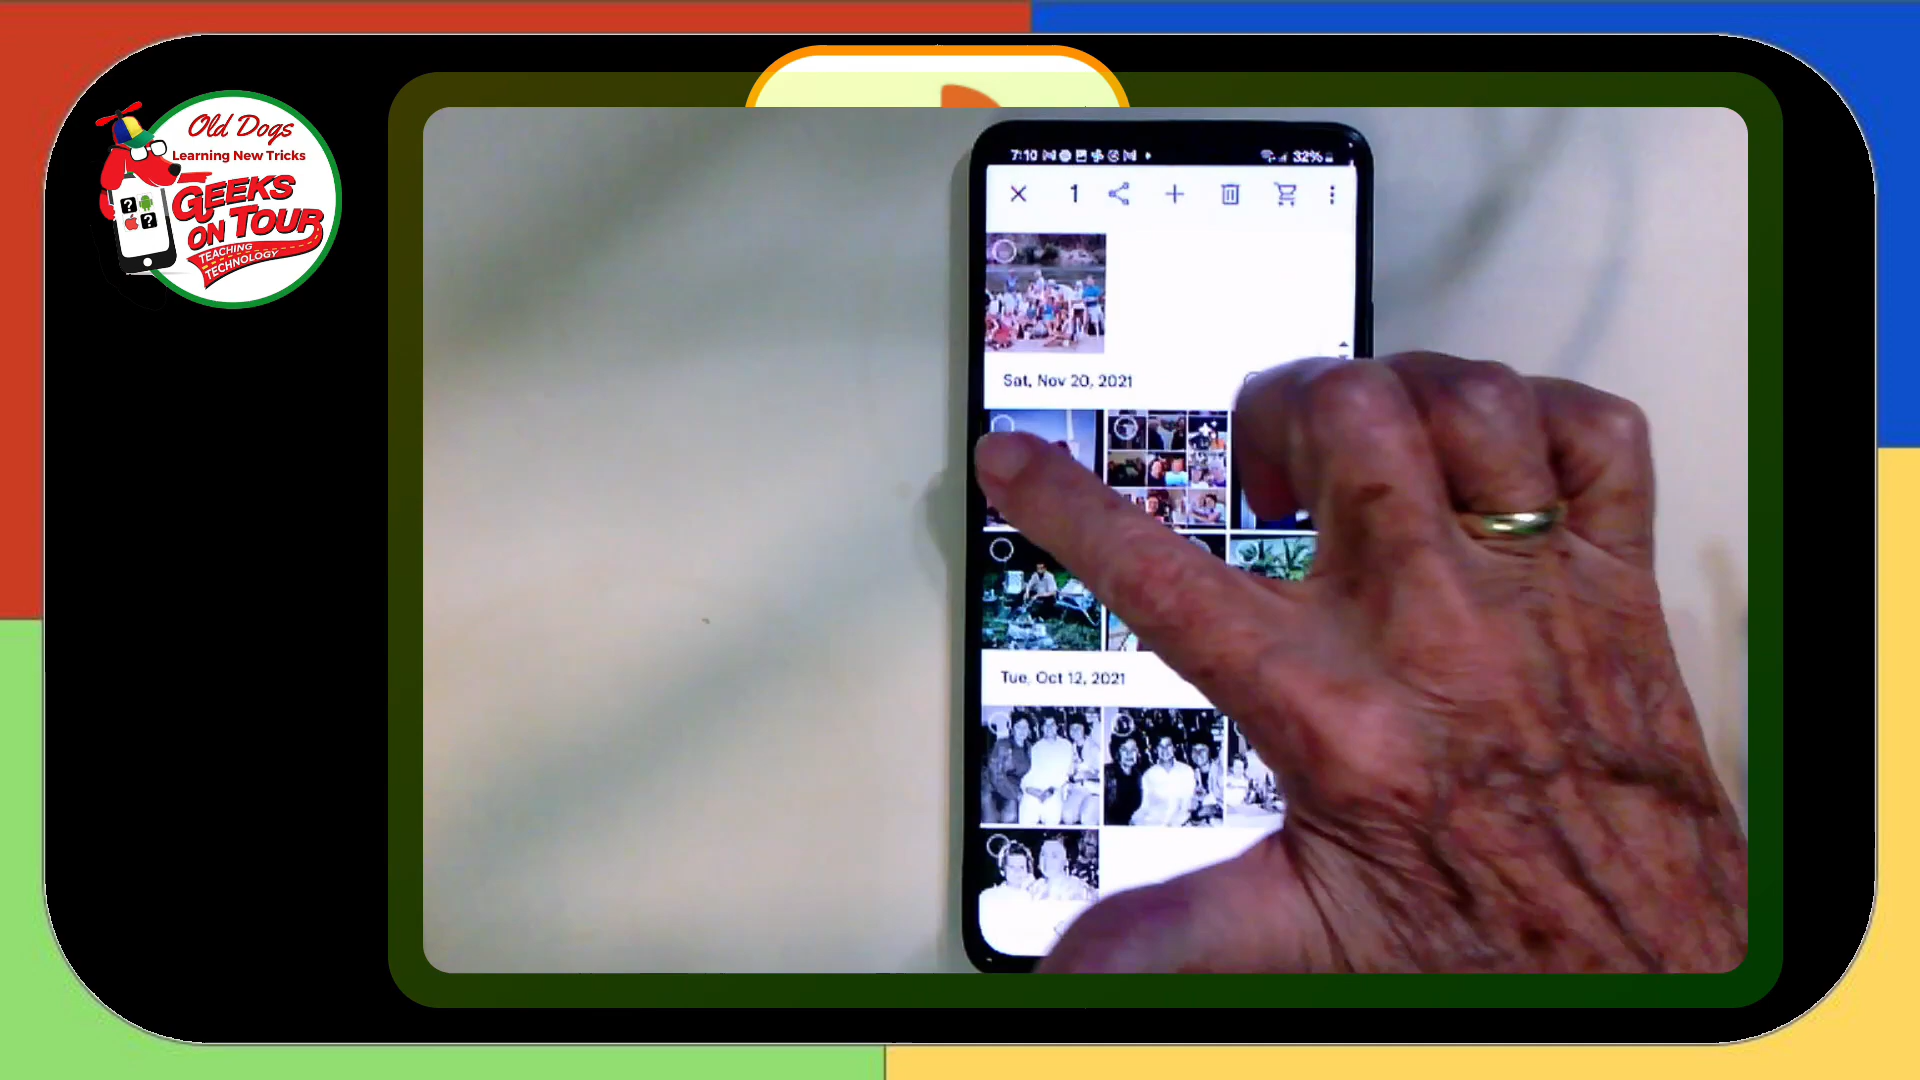 Old Dogs
Learning New Tricks
GEEKS
ON TOUR
TEACHING
TECHNOLOGY
? ?
7:10 32%
1
Sat, Nov 20, 2021
Tue, Oct 12, 2021